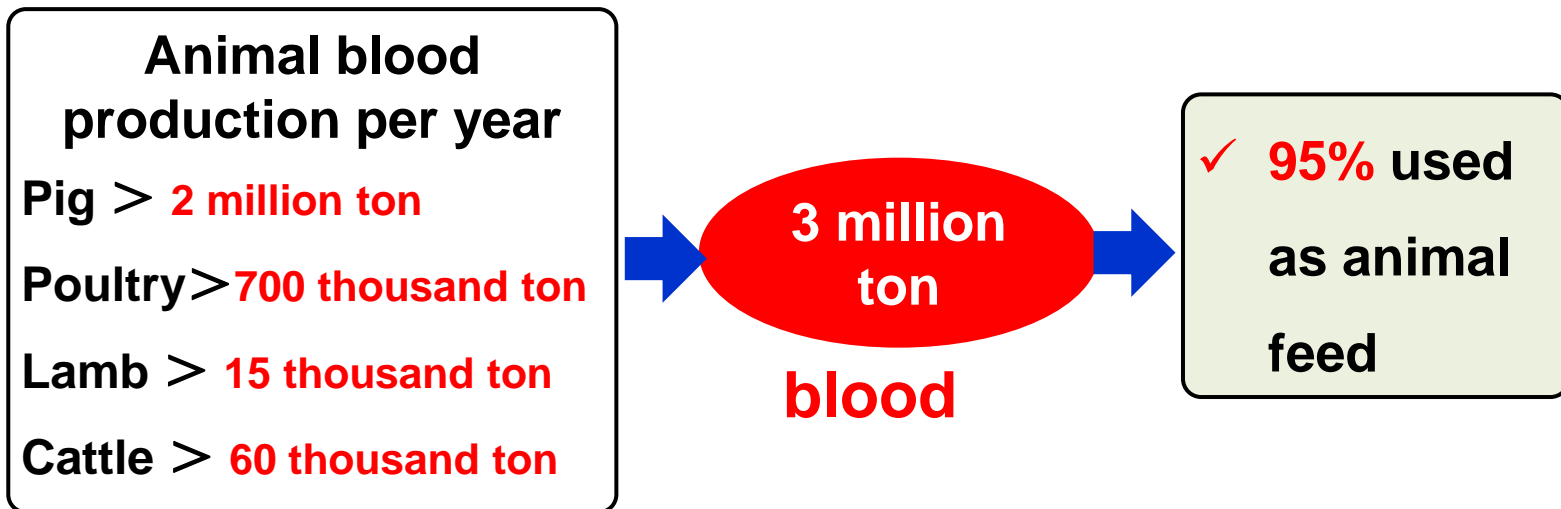 Animal blood
production per year
Pig > 2 million ton
Poultry>700 thousand ton
Lamb > 15 thousand ton
Cattle > 60 thousand ton
3 million
ton
blood
✓ 95% used
as animal
feed